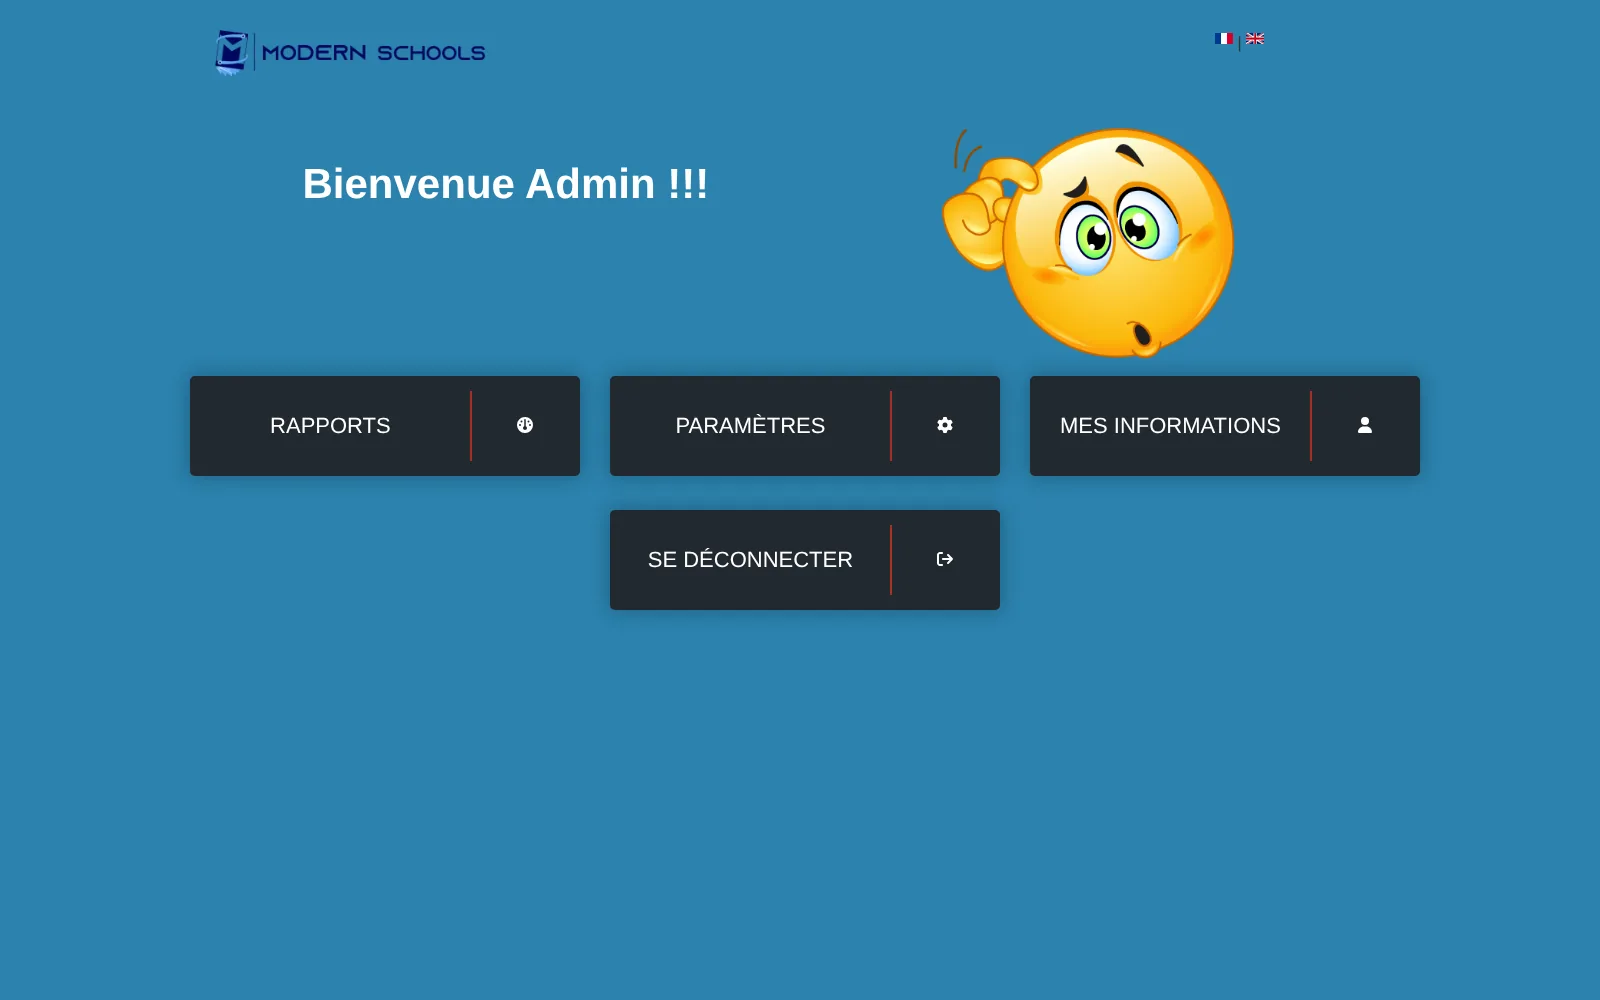 MODERN SCHOOLS
|
Bienvenue Admin !!!
RAPPORTS
PARAMÈTRES
MES INFORMATIONS
SE DÉCONNECTER